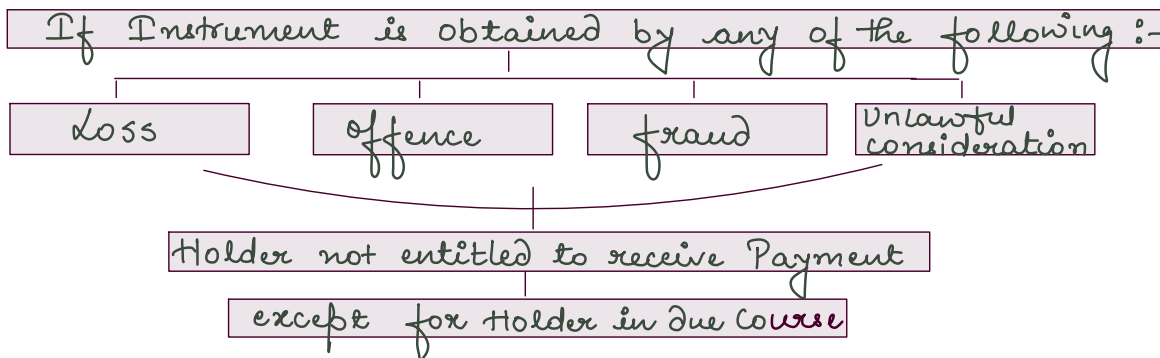 If Instrument is obtained by any of the following :-
Loss
Offence
fraud
Unlawful
consideration
Holder not entitled to receive Payment
except for Holder in due Course